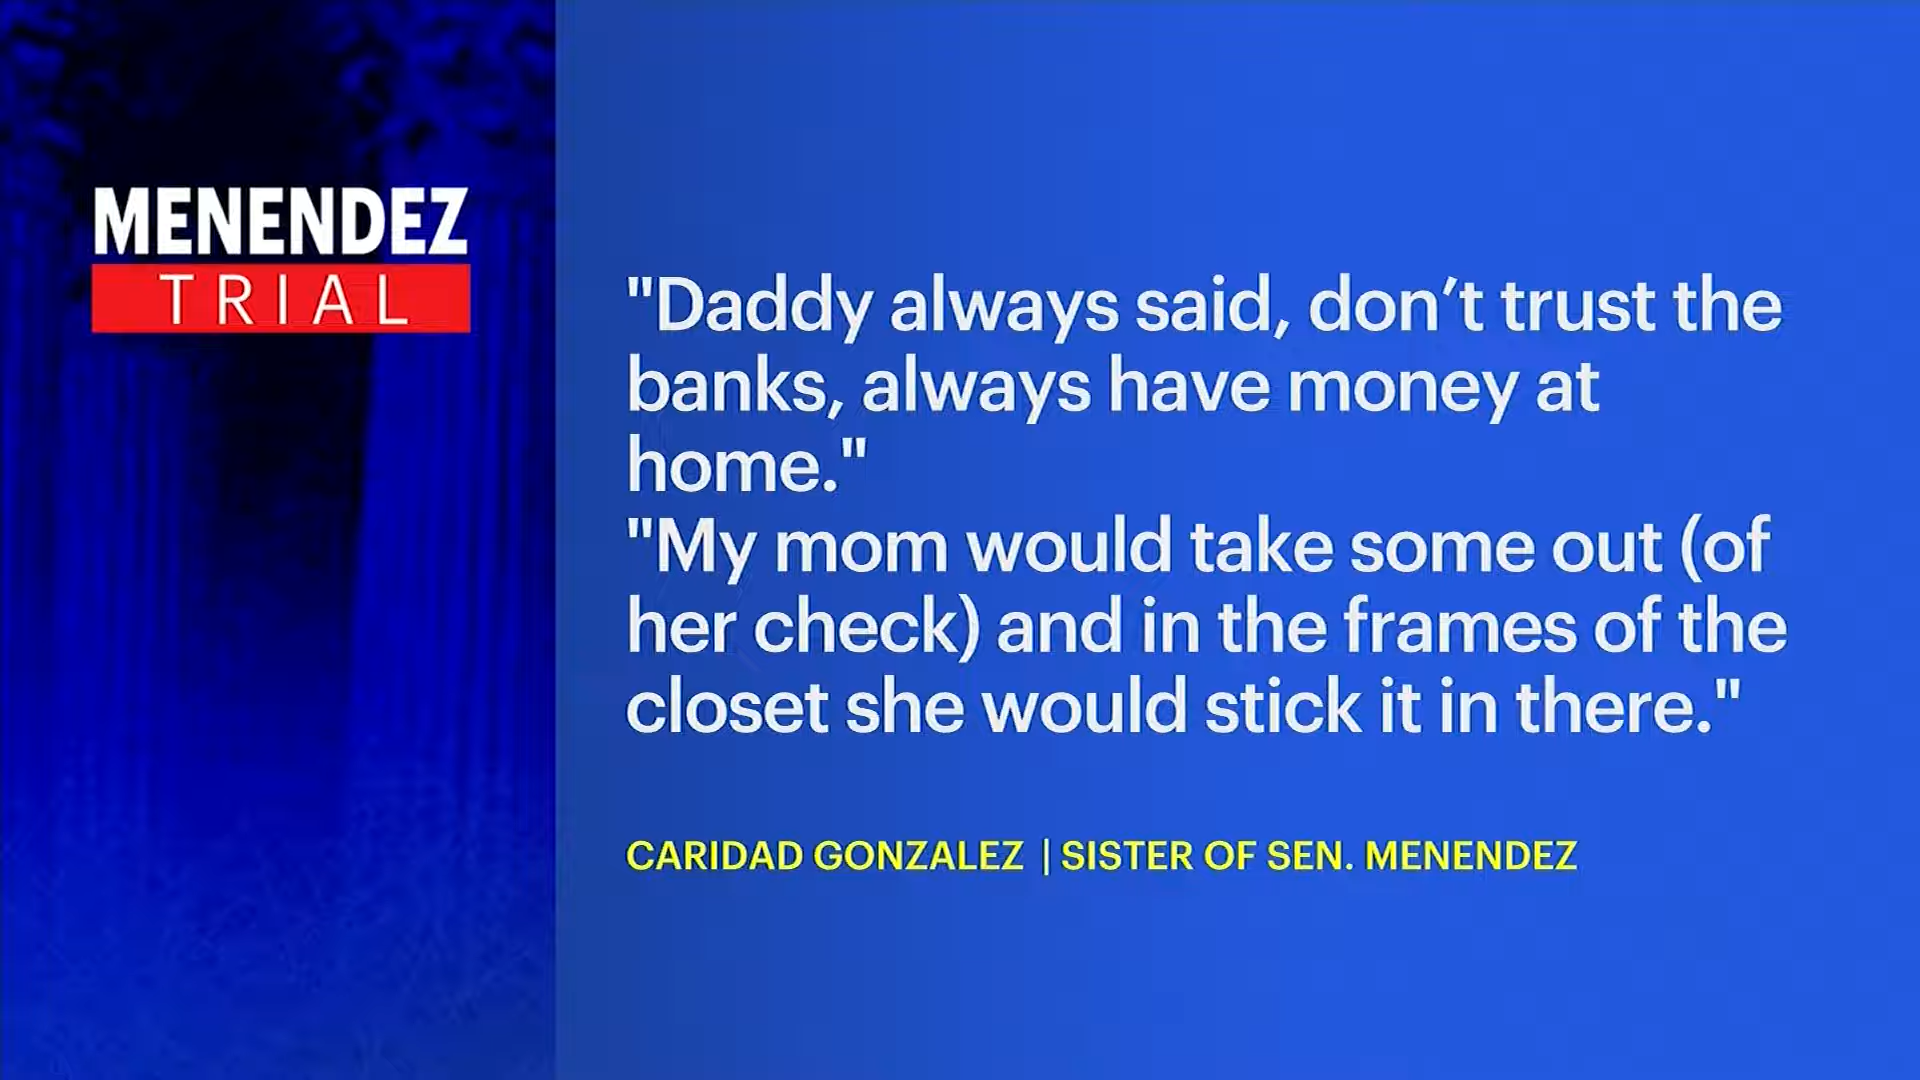 MENENDEZ
TRIAL
"Daddy always said, don’t trust the
banks, always have money at
home."
"My mom would take some out (of
her check) and in the frames of the
closet she would stick it in there."
CARIDAD GONZALEZ | SISTER OF SEN. MENENDEZ